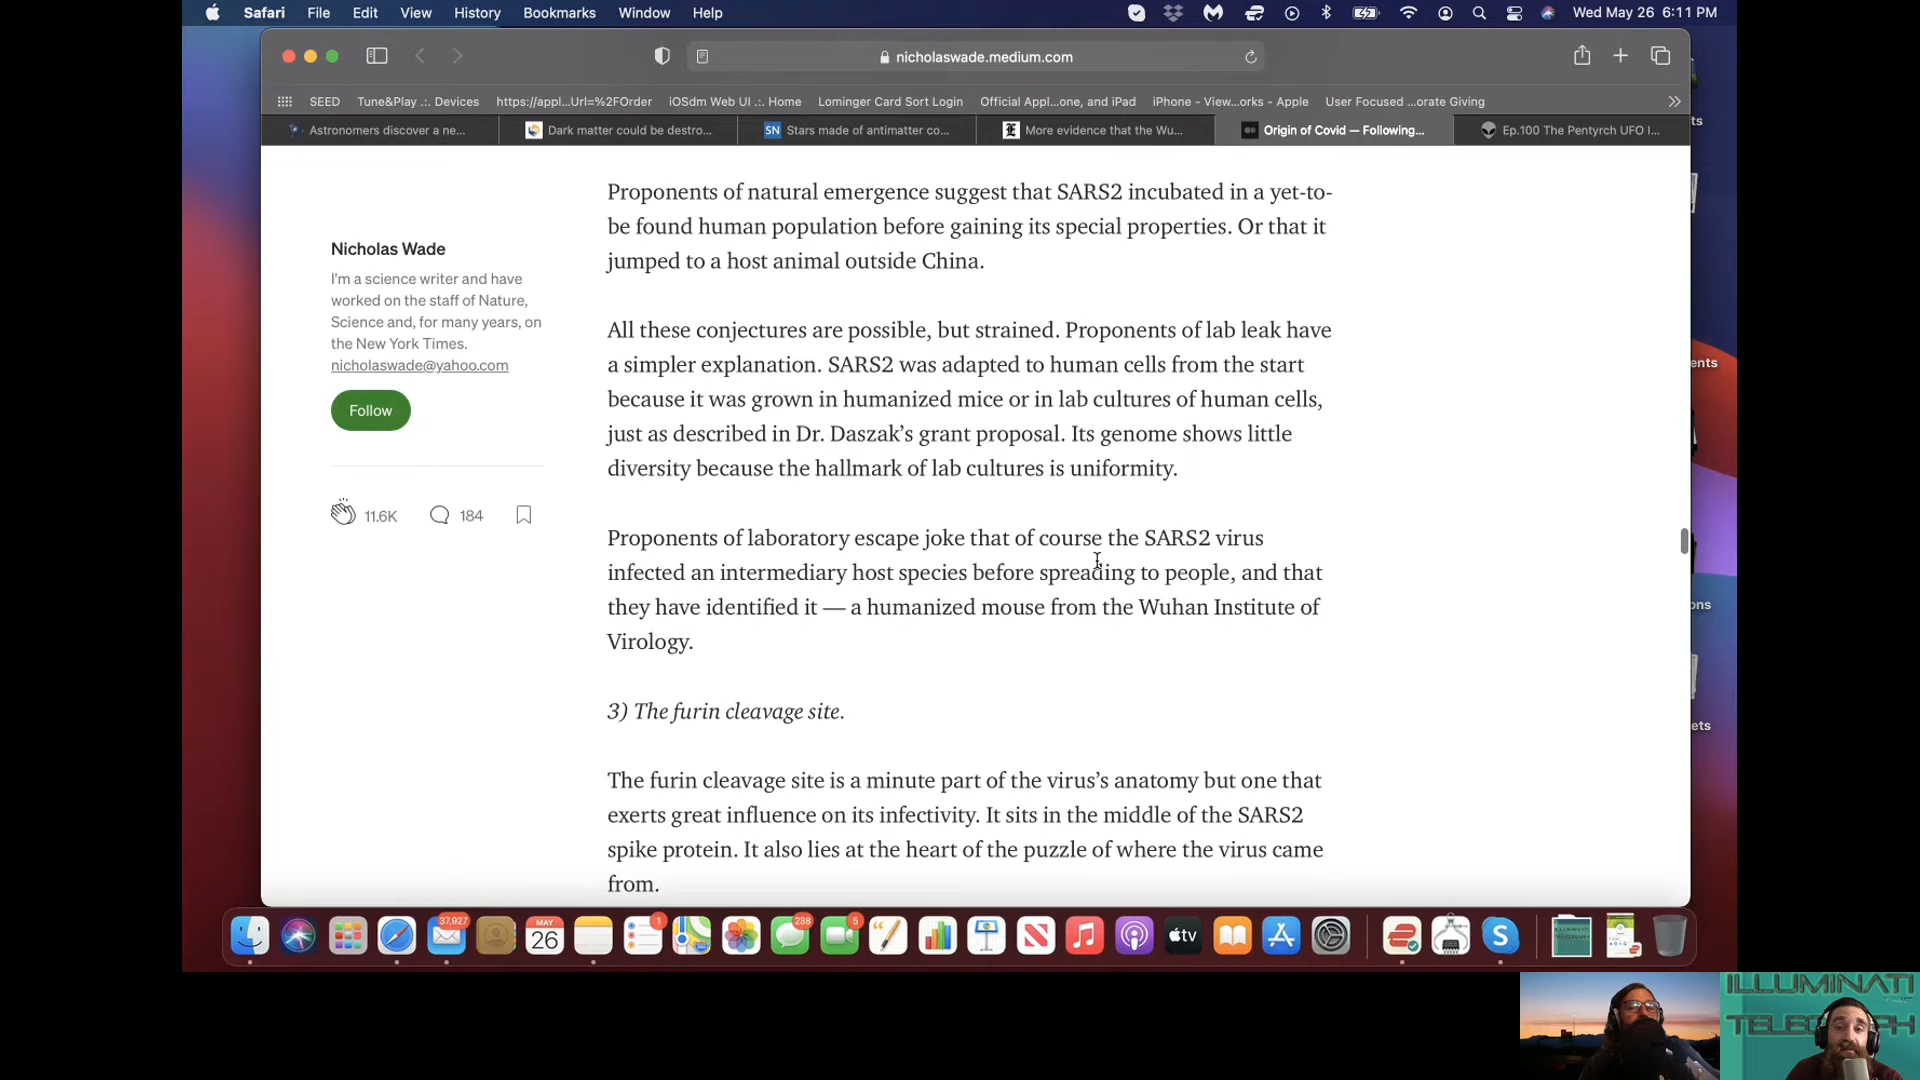 Safari File Edit View History Bookmarks Window Help Wed May 26 6:11 PM
nicholaswade.medium.com
SEED Tune&Play .:. Devices https://appl...Url=%2FOrder iOSdm Web UI .:. Home Lominger Card Sort Login Official Appl...one, and iPad iPhone - View...orks - Apple User Focused ...orate Giving
Astronomers discover a ne... Dark matter could be destro... SN Stars made of antimatter co... More evidence that the Wu... Origin of Covid — Following... Ep.100 The Pentyrch UFO I...
Proponents of natural emergence suggest that SARS2 incubated in a yet-to-
be found human population before gaining its special properties. Or that it
jumped to a host animal outside China.
Nicholas Wade
I'm a science writer and have
worked on the staff of Nature,
Science and, for many years, on
the New York Times.
nicholaswade@yahoo.com
Follow
11.6K 184
All these conjectures are possible, but strained. Proponents of lab leak have
a simpler explanation. SARS2 was adapted to human cells from the start
because it was grown in humanized mice or in lab cultures of human cells,
just as described in Dr. Daszak's grant proposal. Its genome shows little
diversity because the hallmark of lab cultures is uniformity.
Proponents of laboratory escape joke that of course the SARS2 virus
infected an intermediary host species before spreading to people, and that
they have identified it — a humanized mouse from the Wuhan Institute of
Virology.
3) The furin cleavage site.
The furin cleavage site is a minute part of the virus's anatomy but one that
exerts great influence on its infectivity. It sits in the middle of the SARS2
spike protein. It also lies at the heart of the puzzle of where the virus came
from.
ts
ents
ons
ets
37,927 MAY 26 1 238 5 tv
ILLUMINATI
TELEGRAPH